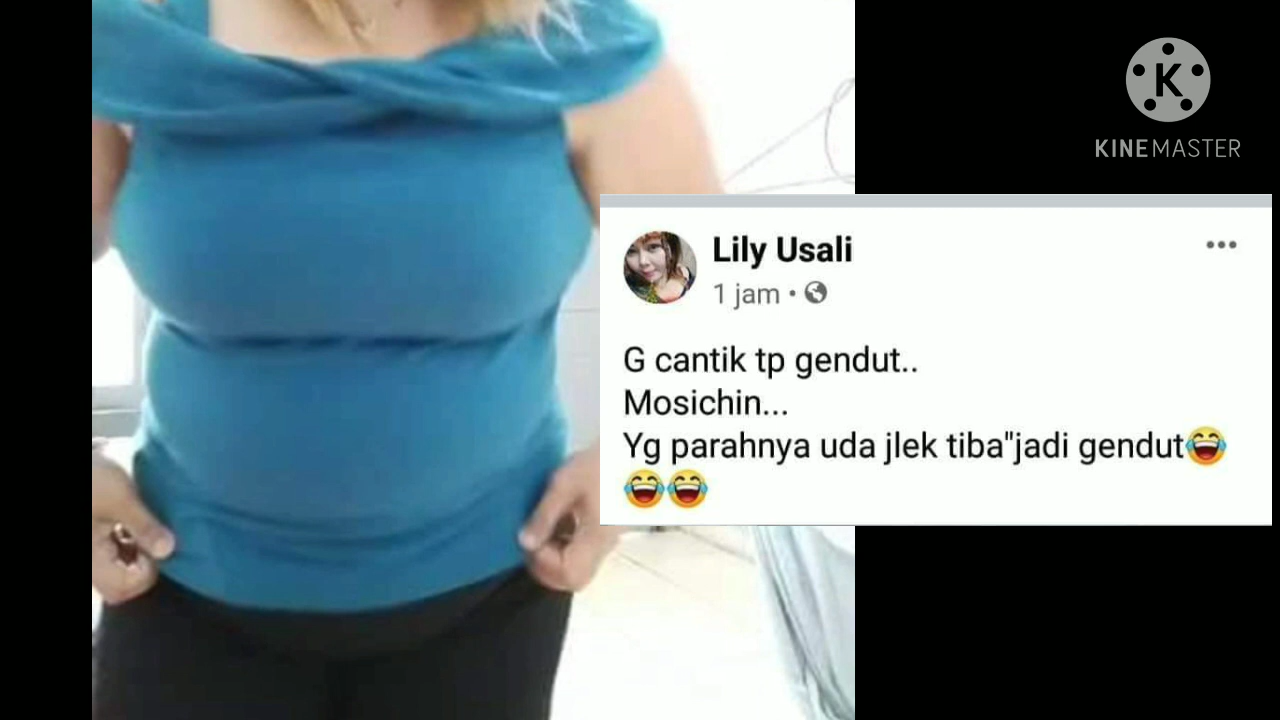 KINEMASTER
Lily Usali
1 jam
G cantik tp gendut..
Mosichin...
Yg parahnya uda jlek tiba"jadi gendut😂
😂😂